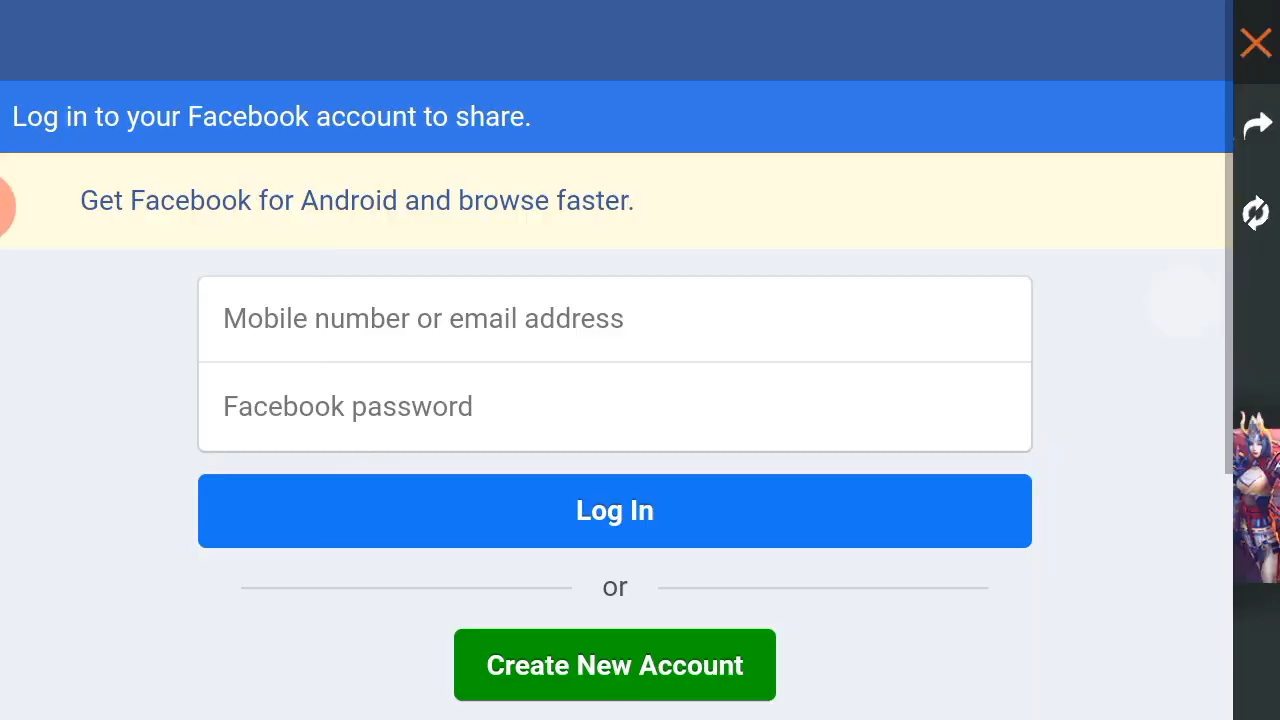 Log in to your Facebook account to share.
Get Facebook for Android and browse faster.
Mobile number or email address
Facebook password
Log In
or
Create New Account